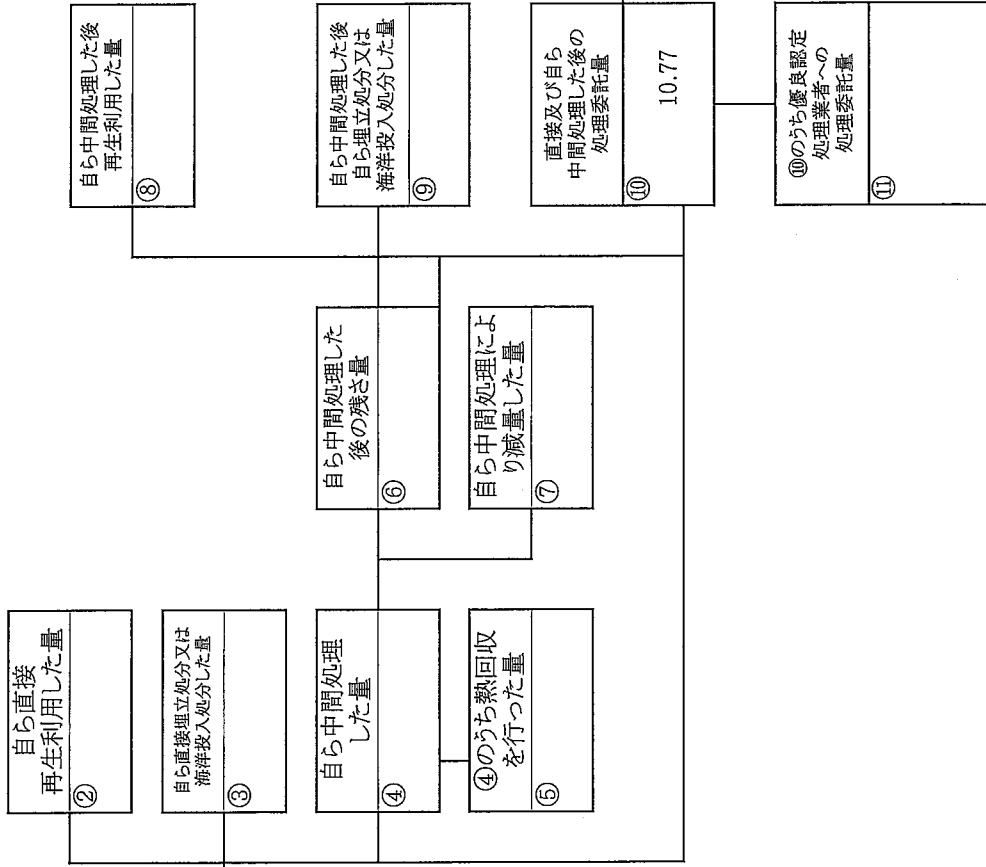 自ら直接
再生利用した量
②
自ら直接埋立処分又は
海洋投入処分した量
③
自ら中間処理
した量
④
④のうち熱回収
を行った量
⑤
自ら中間処理した
後の残さ量
⑥
自ら中間処理によ
り減量した量
⑦
自ら中間処理した後
再生利用した量
⑧
自ら中間処理した後
自ら埋立処分又は
海洋投入処分した量
⑨
直接及び自ら
中間処理した後の
処理委託量
⑩
10.77
⑩のうち優良認定
処理業者への
処理委託量
⑪